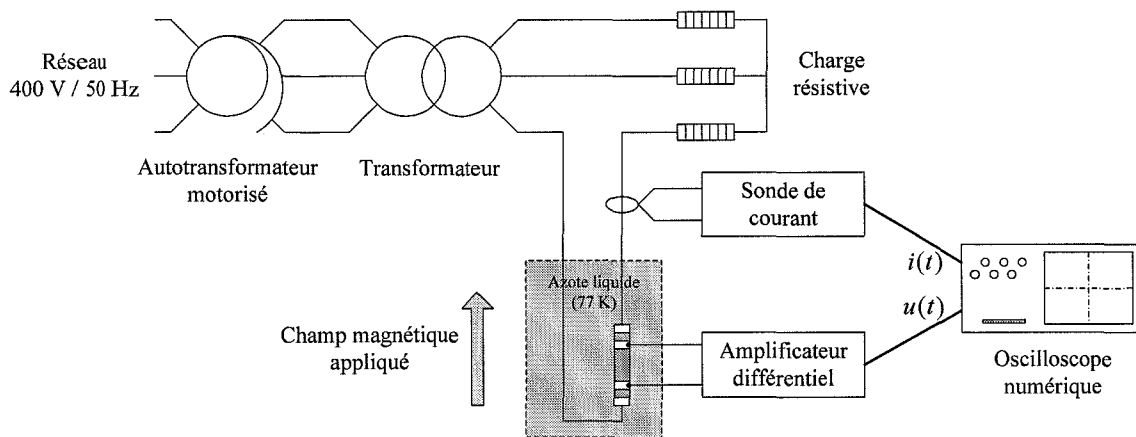 Réseau
400 V / 50 Hz
Autotransformateur
motorisé
Transformateur
Charge
résistive
Sonde de
courant
i(t)
u(t)
Azote liquide
(77 K)
Champ magnétique
appliqué
Amplificateur
différentiel
Oscilloscope
numérique